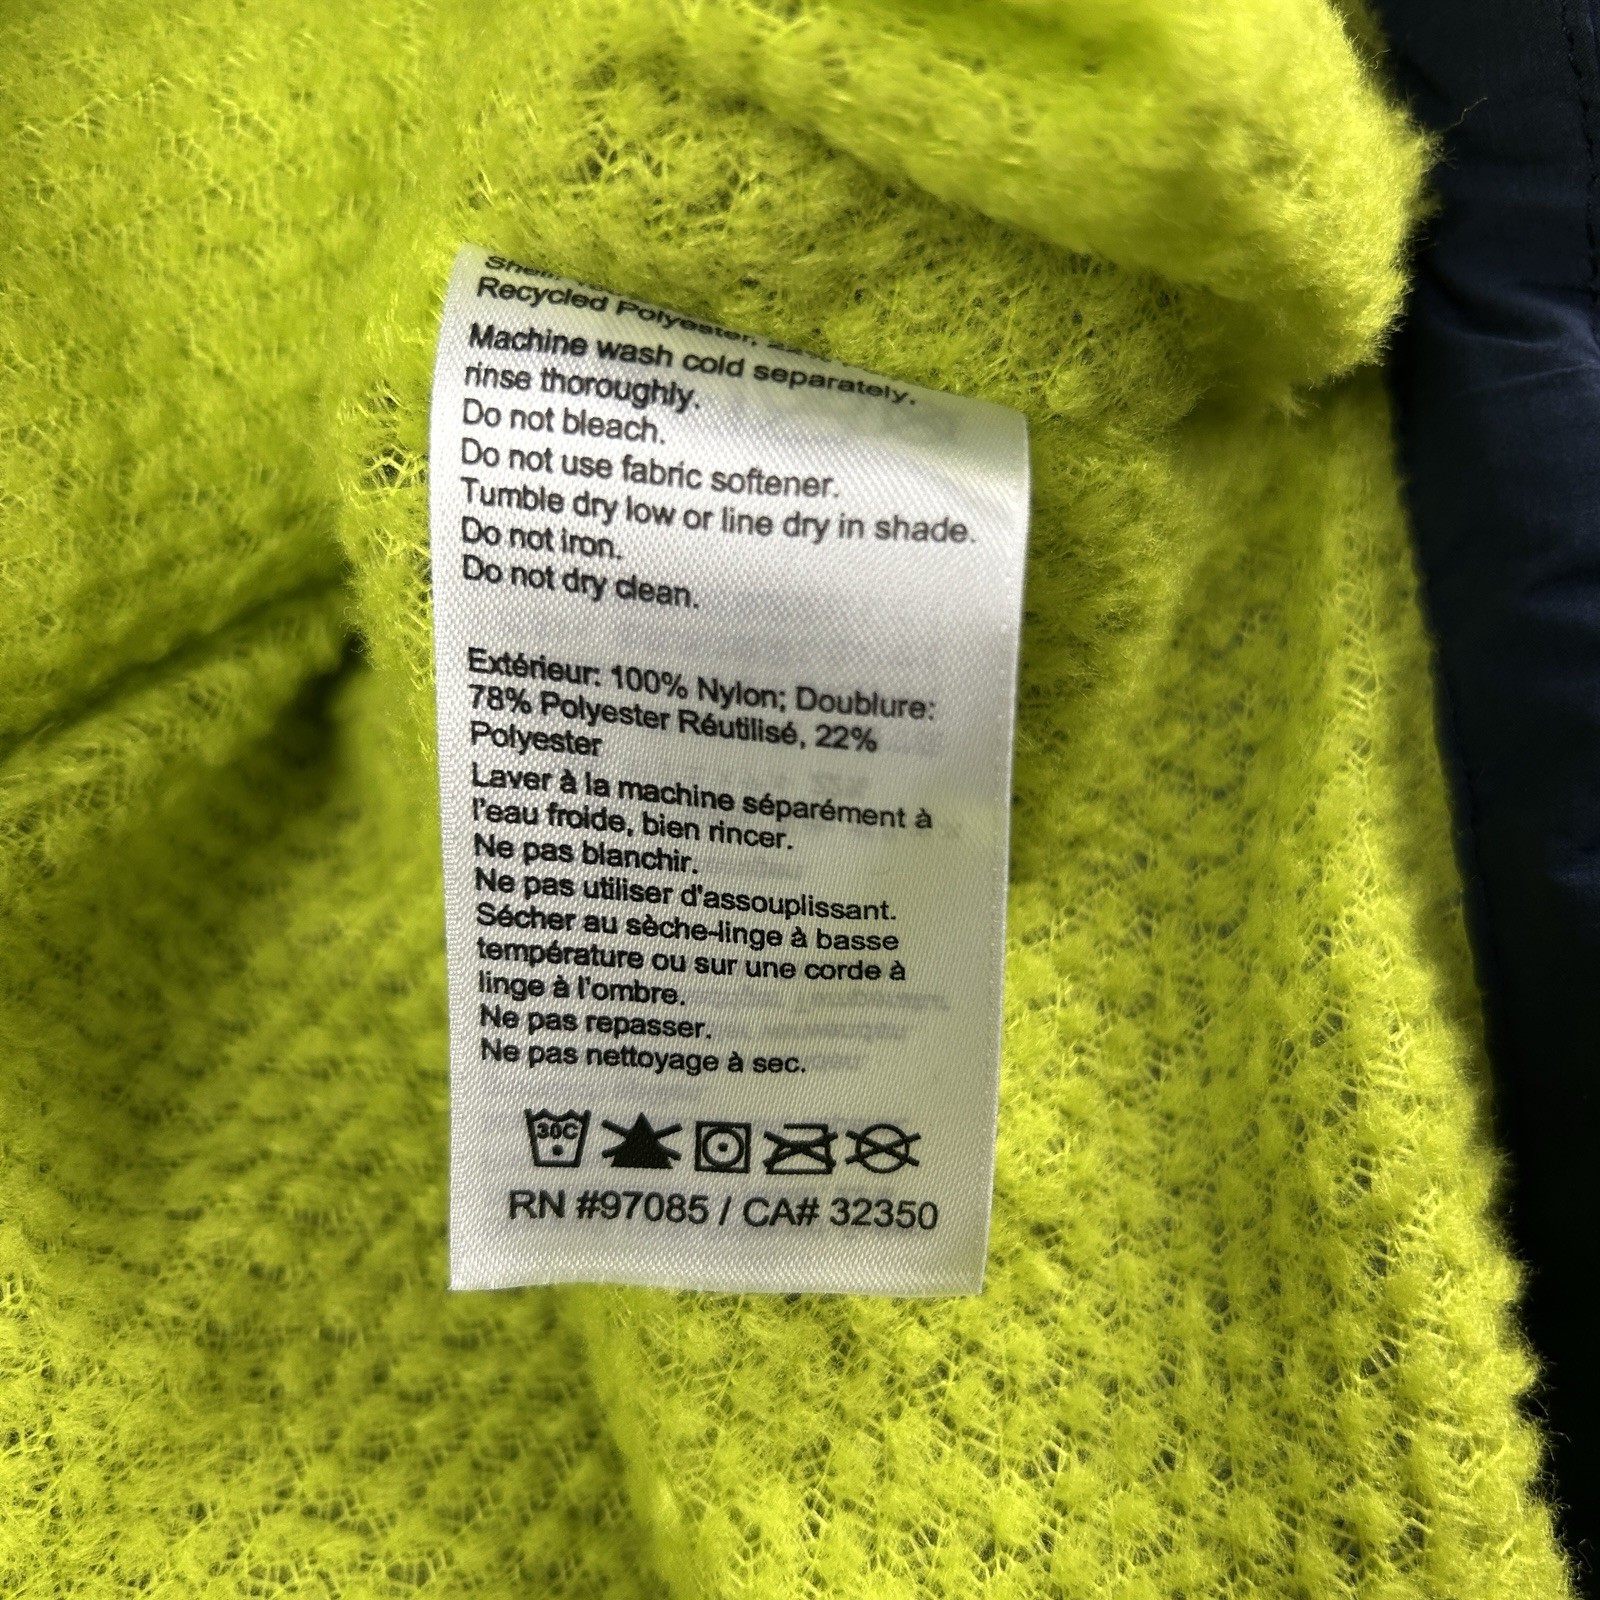 Recycled Polyester,
Machine wash cold separately.
rinse thoroughly.
Do not bleach.
Do not use fabric softener.
Tumble dry low or line dry in shade.
Do not iron.
Do not dry clean.
Extérieur: 100% Nylon; Doublure:
78% Polyester Réutilisé, 22%
Polyester
Laver à la machine séparément à
l'eau froide, bien rincer.
Ne pas blanchir.
Ne pas utiliser d'assouplissant.
Sécher au sèche-linge à basse
température ou sur une corde à
linge à l'ombre.
Ne pas repasser.
Ne pas nettoyage à sec.
30C
RN #97085 / CA# 32350